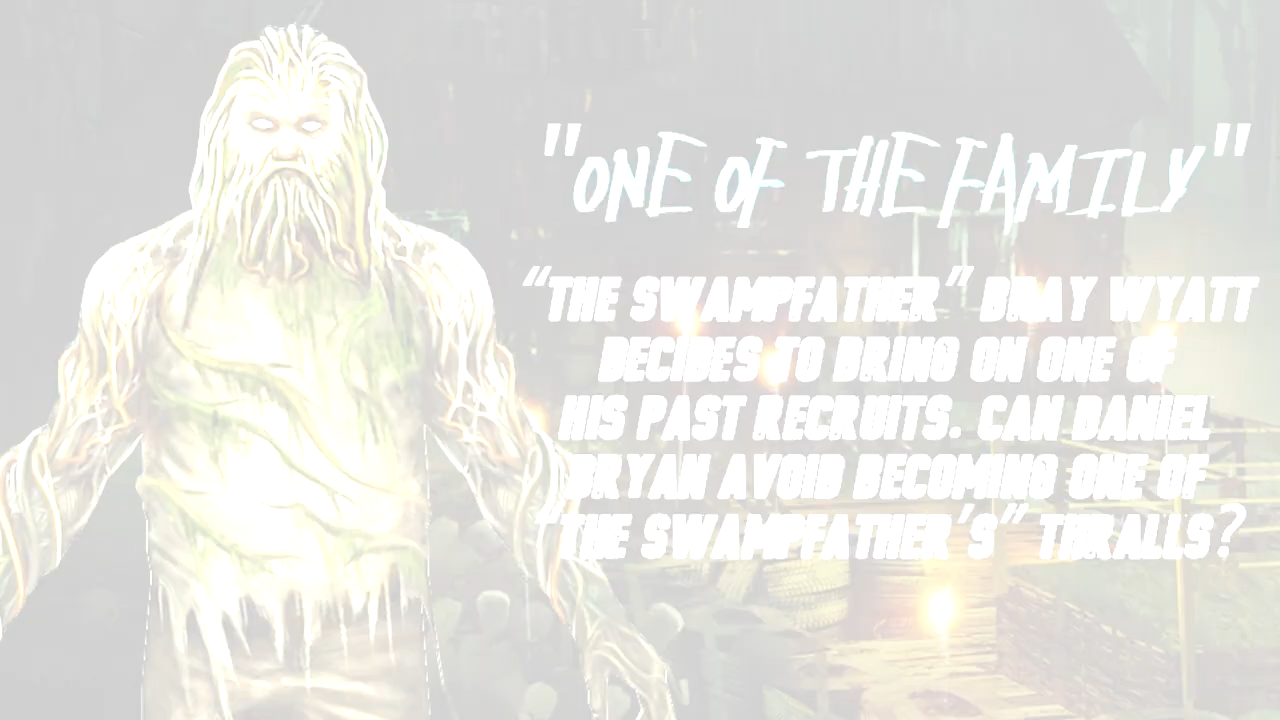 "ONE OF THE FAMILY"
“THE SWAMPFATHER” BRAY WYATT
DECIDES TO BRING ON ONE OF
HIS PAST RECRUITS. CAN DANIEL
BRYAN AVOID BECOMING ONE OF
“THE SWAMPFATHER’S” THRALLS?